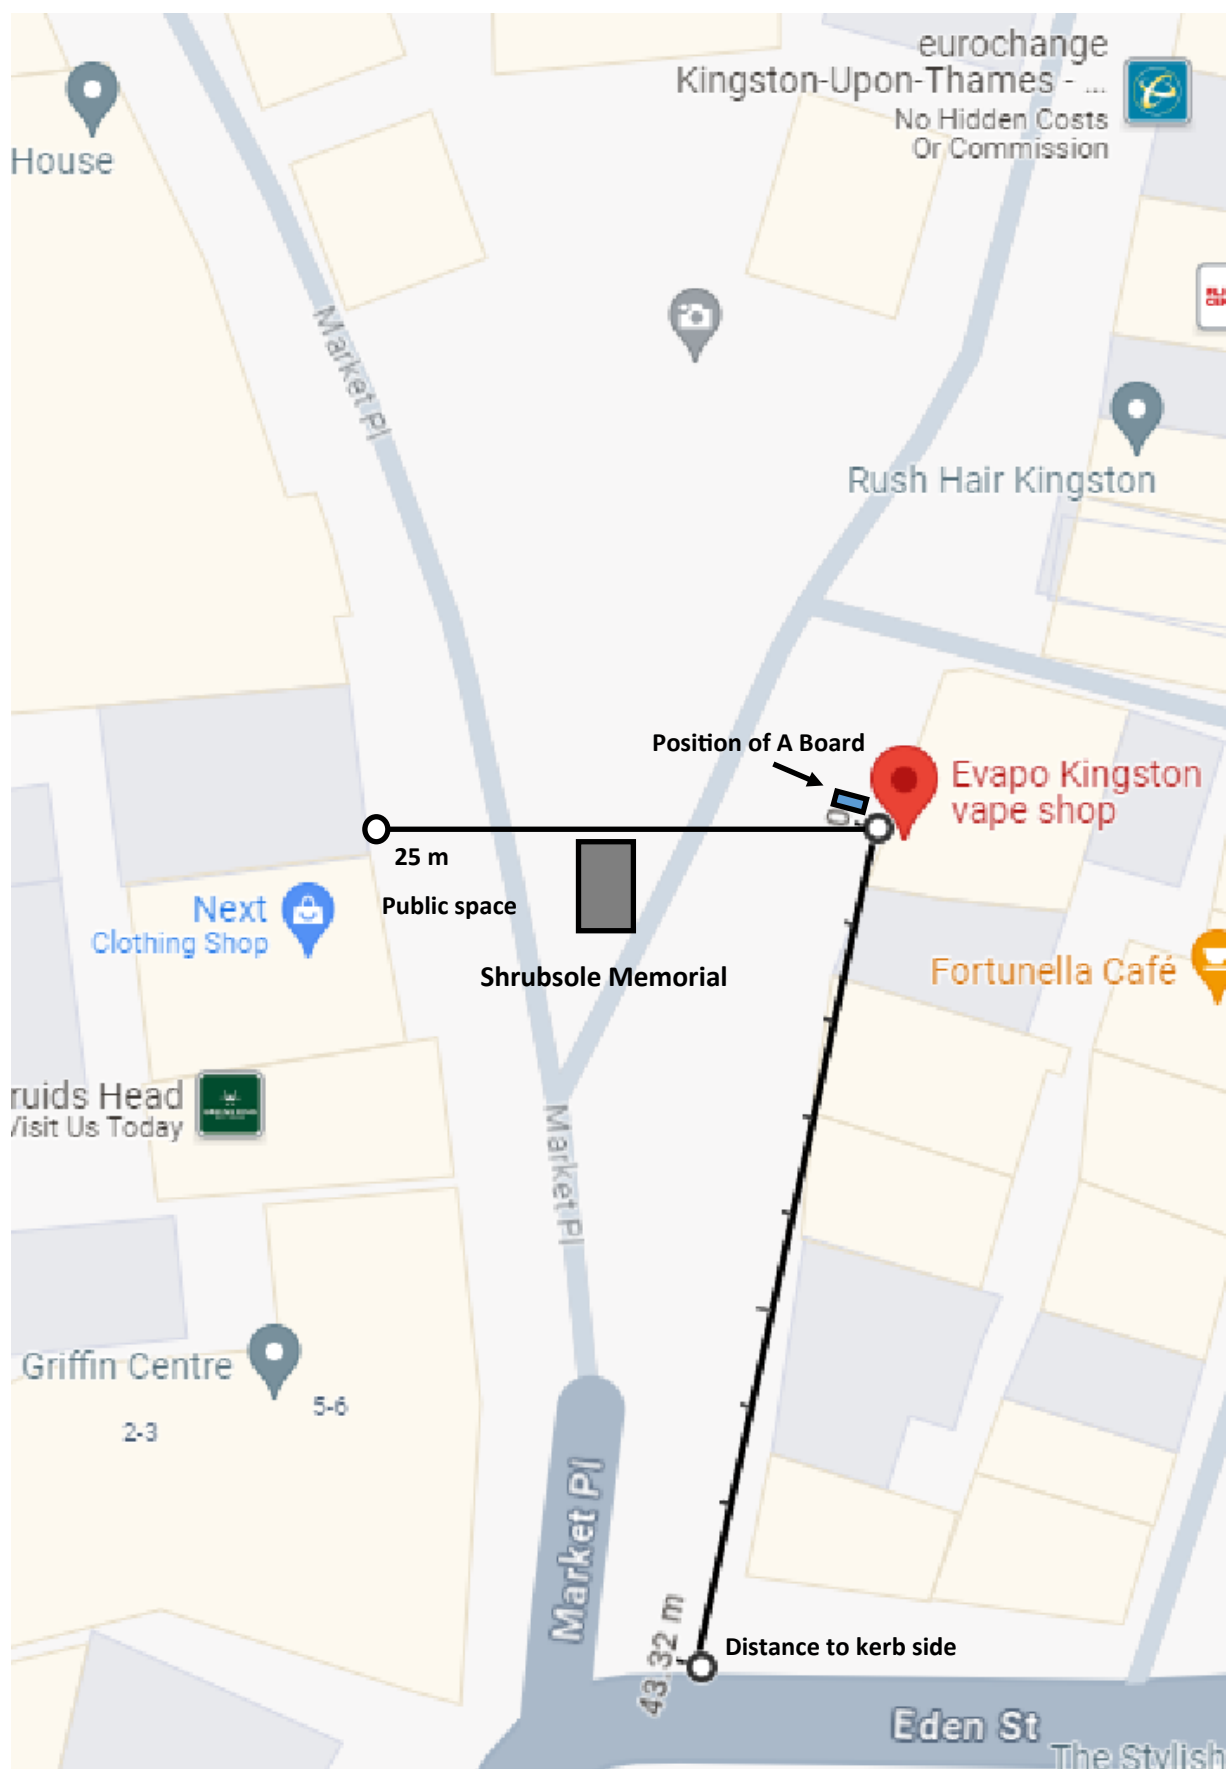 eurochange
Kingston-Upon-Thames - ...
No Hidden Costs
Or Commission
House
Market Pl
Rush Hair Kingston
Position of A Board
Evapo Kingston
vape shop
25 m
Public space
Next
Clothing Shop
Shrubsole Memorial
Fortunella Café
ruids Head
Visit Us Today
Market Pl
Griffin Centre
5-6
2-3
Market Pl
43.32 m
Distance to kerb side
Eden St
The Stylish